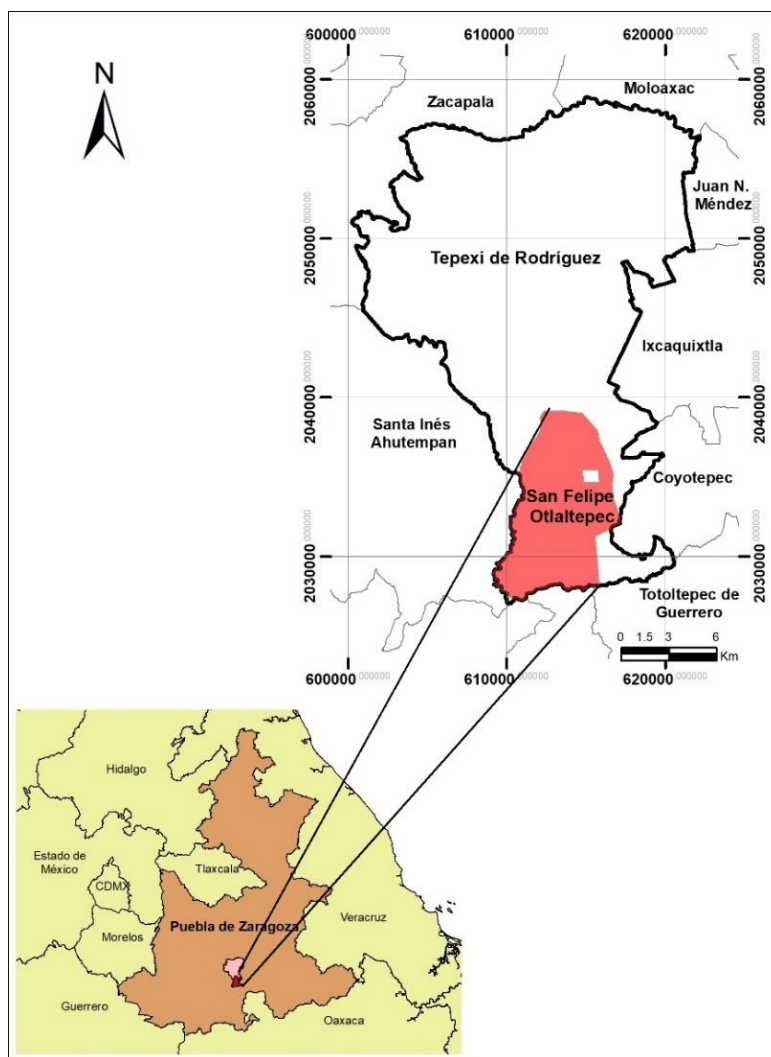 600000.000000
610000.000000
620000.000000
N
2060000.000000
2060000.000000
Moloaxac
Zacapala
Juan N.
Méndez
2050000.000000
2050000.000000
Tepexi de Rodríguez
Ixcaquixtla
2040000.000000
2040000.000000
Santa Inés
Ahutempan
Coyotepec
San Felipe
Otlaltepec
2030000.000000
2030000.000000
Totoltepec de
Guerrero
0 1.5 3 6
Km
600000.000000
610000.000000
620000.000000
Hidalgo
Estado de
México
Tlaxcala
CDMX
Puebla de Zaragoza
Veracruz
Morelos
Guerrero
Oaxaca